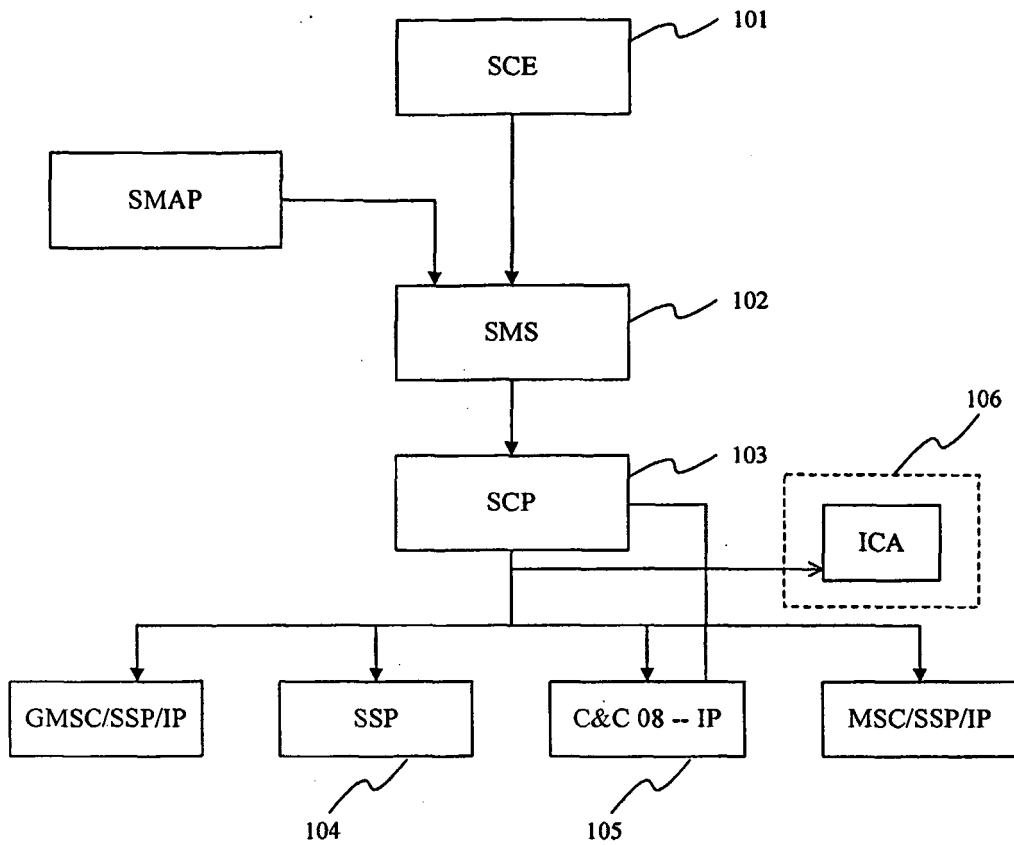 101
SCE
SMAP
102
SMS
106
103
SCP
ICA
GMSC/SSP/IP
SSP
C&C 08 -- IP
MSC/SSP/IP
104
105